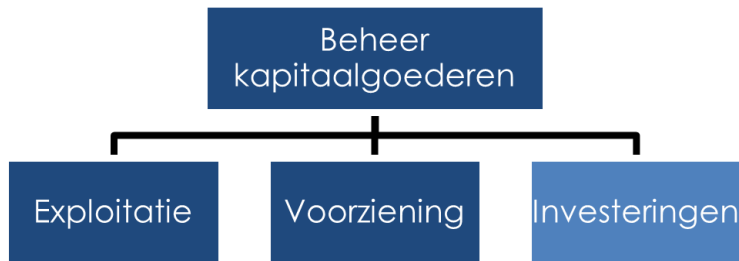 Beheer
kapitaalgoederen
Exploitatie
Voorziening
Investeringen